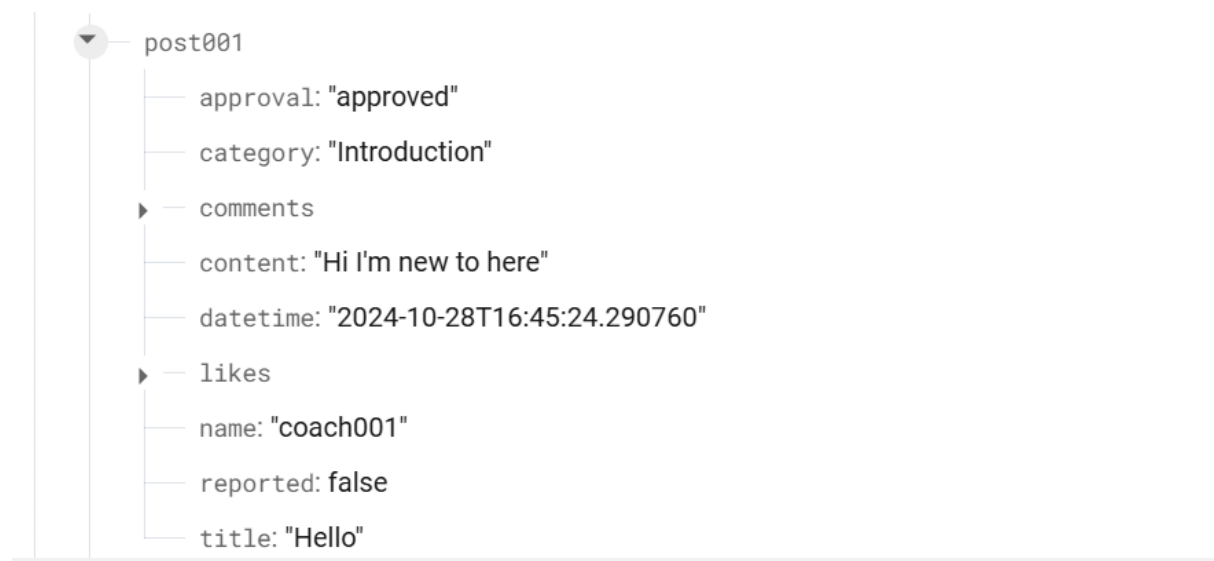 post001
approval: "approved"
category: "Introduction"
comments
content: "Hi I'm new to here"
datetime: "2024-10-28T16:45:24.290760"
likes
name: "coach001"
reported: false
title: "Hello"